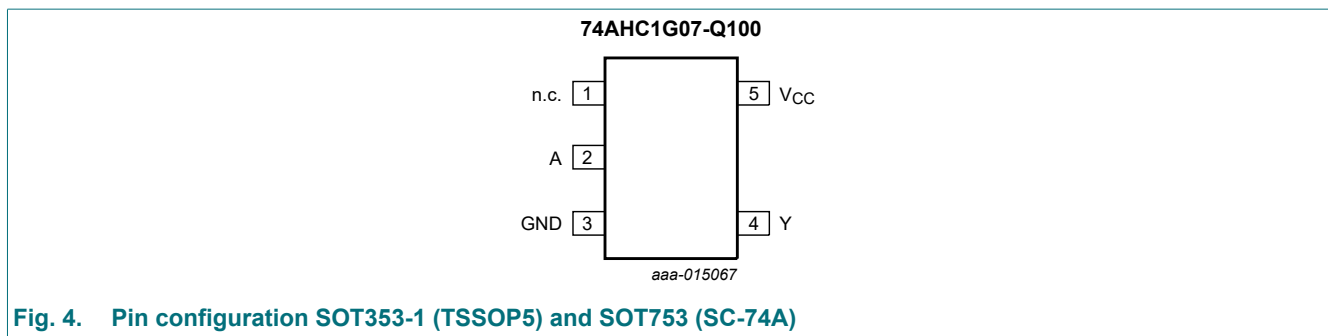 74AHC1G07-Q100
n.c. 1
5 VCC
A 2
GND 3
4 Y
aaa-015067
Fig. 4. Pin configuration SOT353-1 (TSSOP5) and SOT753 (SC-74A)